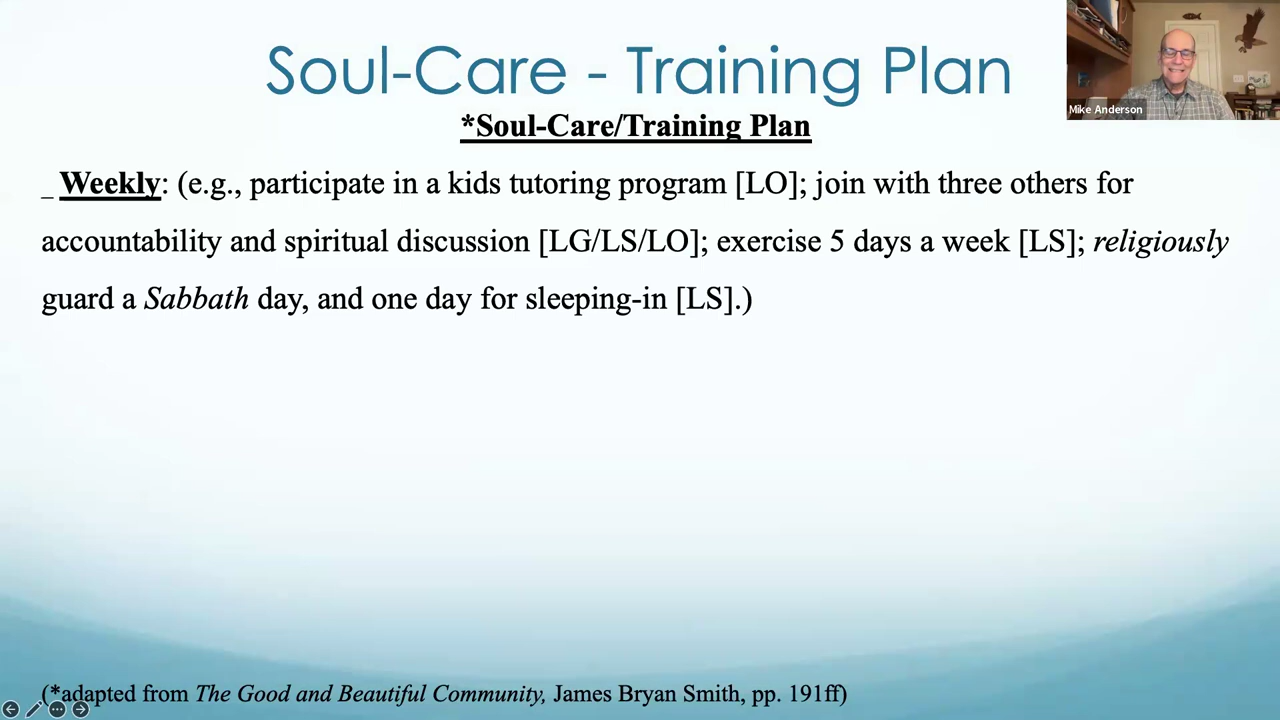 Soul-Care - Training Plan
Mike Anderson
*Soul-Care/Training Plan
_ Weekly: (e.g., participate in a kids tutoring program [LO]; join with three others for
accountability and spiritual discussion [LG/LS/LO]; exercise 5 days a week [LS]; religiously
guard a Sabbath day, and one day for sleeping-in [LS].)
(*adapted from The Good and Beautiful Community, James Bryan Smith, pp. 191ff)